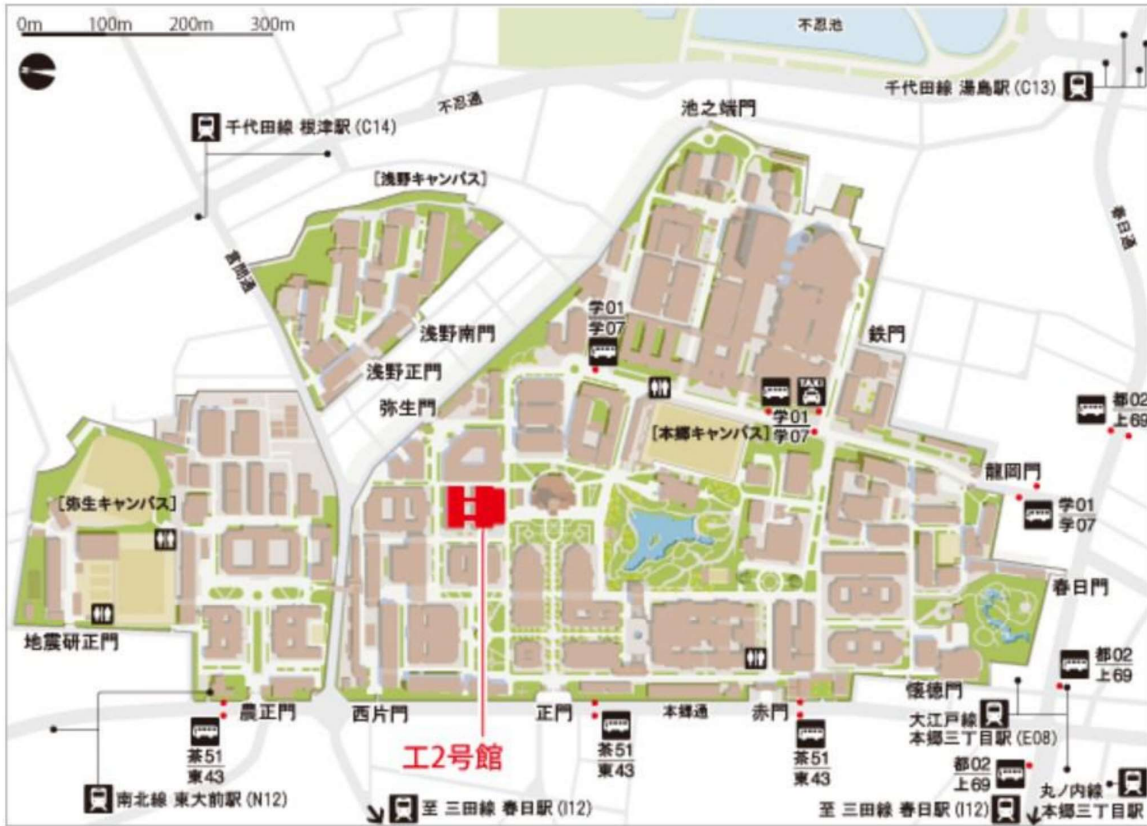 0m 100m 200m 300m
不忍池
千代田線 湯島駅 (C13)
不忍通
池之端門
千代田線 根津駅 (C14)
[浅野キャンパス]
春日通
言問通
学01
学07
浅野南門
鉄門
浅野正門
弥生門
TAXI
学01
学07
[本郷キャンパス]
都02
上69
龍岡門
[弥生キャンパス]
学01
学07
春日門
地震研正門
都02
上69
懐徳門
農正門
西片門
正門
本郷通
赤門
大江戸線
本郷三丁目駅 (E08)
茶51
東43
工2号館
茶51
東43
茶51
東43
都02
上69
丸ノ内線
本郷三丁目駅
南北線 東大前駅 (N12)
至 三田線 春日駅 (I12)
至 三田線 春日駅 (I12)